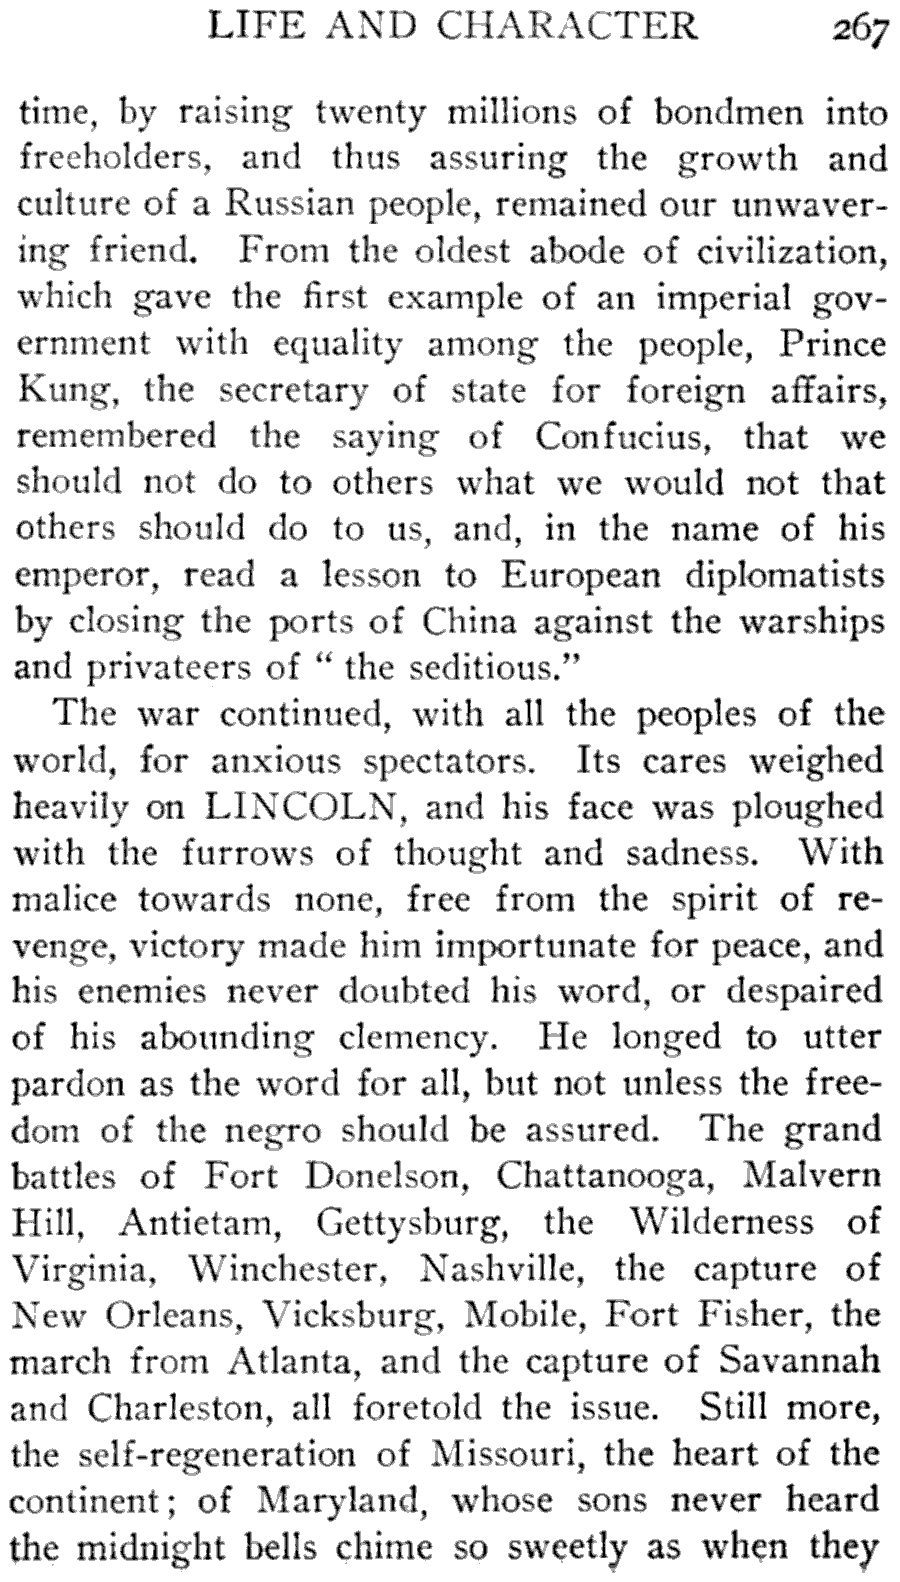 LIFE AND CHARACTER 267
time, by raising twenty millions of bondmen into
freeholders, and thus assuring the growth and
culture of a Russian people, remained our unwaver-
ing friend. From the oldest abode of civilization,
which gave the first example of an imperial gov-
ernment with equality among the people, Prince
Kung, the secretary of state for foreign affairs,
remembered the saying of Confucius, that we
should not do to others what we would not that
others should do to us, and, in the name of his
emperor, read a lesson to European diplomatists
by closing the ports of China against the warships
and privateers of “ the seditious.”
The war continued, with all the peoples of the
world, for anxious spectators. Its cares weighed
heavily on LINCOLN, and his face was ploughed
with the furrows of thought and sadness. With
malice towards none, free from the spirit of re-
venge, victory made him importunate for peace, and
his enemies never doubted his word, or despaired
of his abounding clemency. He longed to utter
pardon as the word for all, but not unless the free-
dom of the negro should be assured. The grand
battles of Fort Donelson, Chattanooga, Malvern
Hill, Antietam, Gettysburg, the Wilderness of
Virginia, Winchester, Nashville, the capture of
New Orleans, Vicksburg, Mobile, Fort Fisher, the
march from Atlanta, and the capture of Savannah
and Charleston, all foretold the issue. Still more,
the self-regeneration of Missouri, the heart of the
continent; of Maryland, whose sons never heard
the midnight bells chime so sweetly as when they